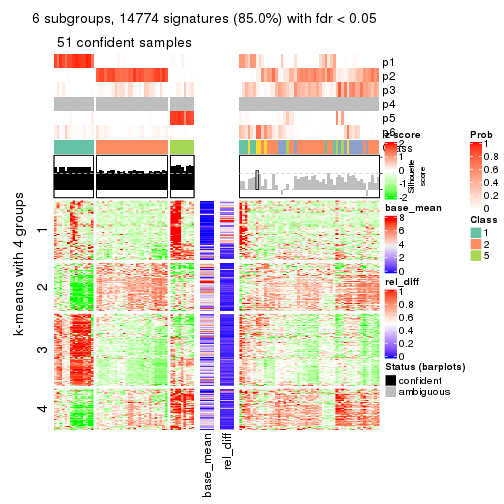 6 subgroups, 14774 signatures (85.0%) with fdr < 0.05
51 confident samples
p1
p2
p3
p4
p5
p6
Class
Silhouette
score
1
2
3
4
k-means with 4 groups
base_mean
rel_diff
z-score
2
1
0
-1
-2
base_mean
8
6
4
2
0
rel_diff
1
0.8
0.6
0.4
0.2
0
Status (barplots)
confident
ambiguous
Prob
1
0.8
0.6
0.4
0.2
0
Class
1
2
5